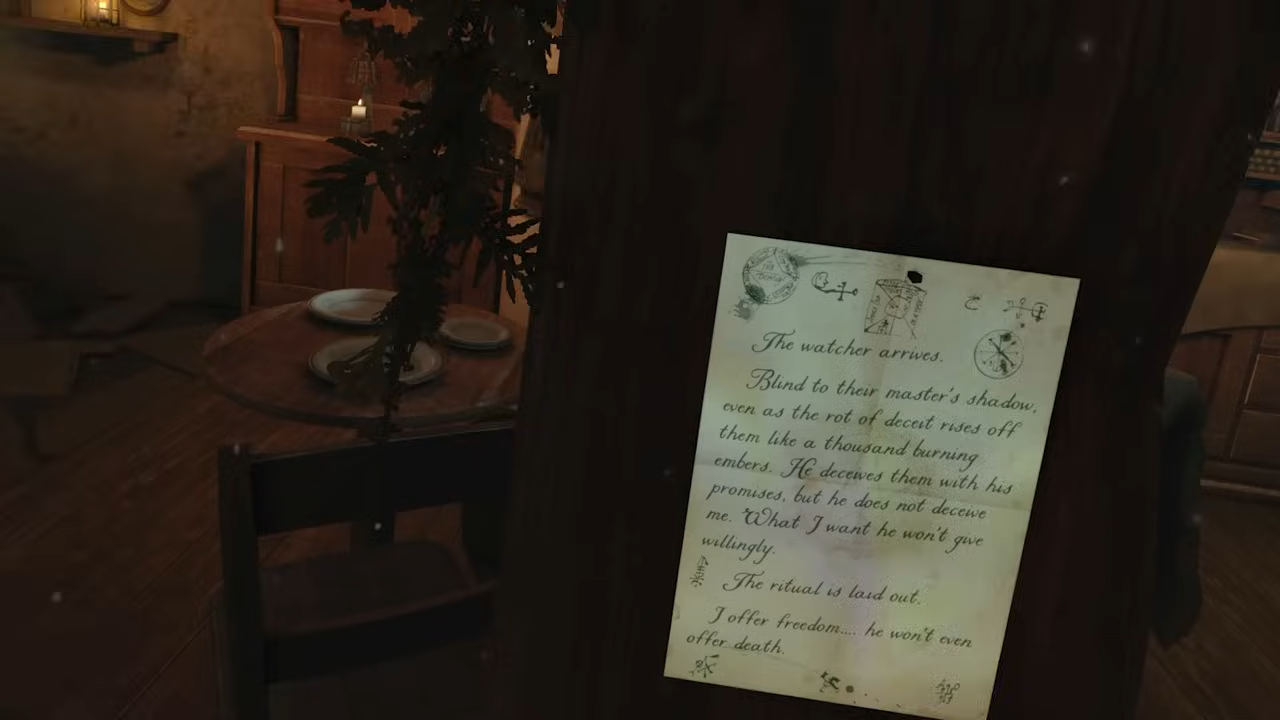 The watcher arrives.
Blind to their master's shadow,
even as the rot of deceit rises off
them like a thousand burning
embers. He deceives them with his
promises, but he does not deceive
me. What I want he won't give
willingly.
The ritual is laid out.
I offer freedom.... he won't even
offer death.